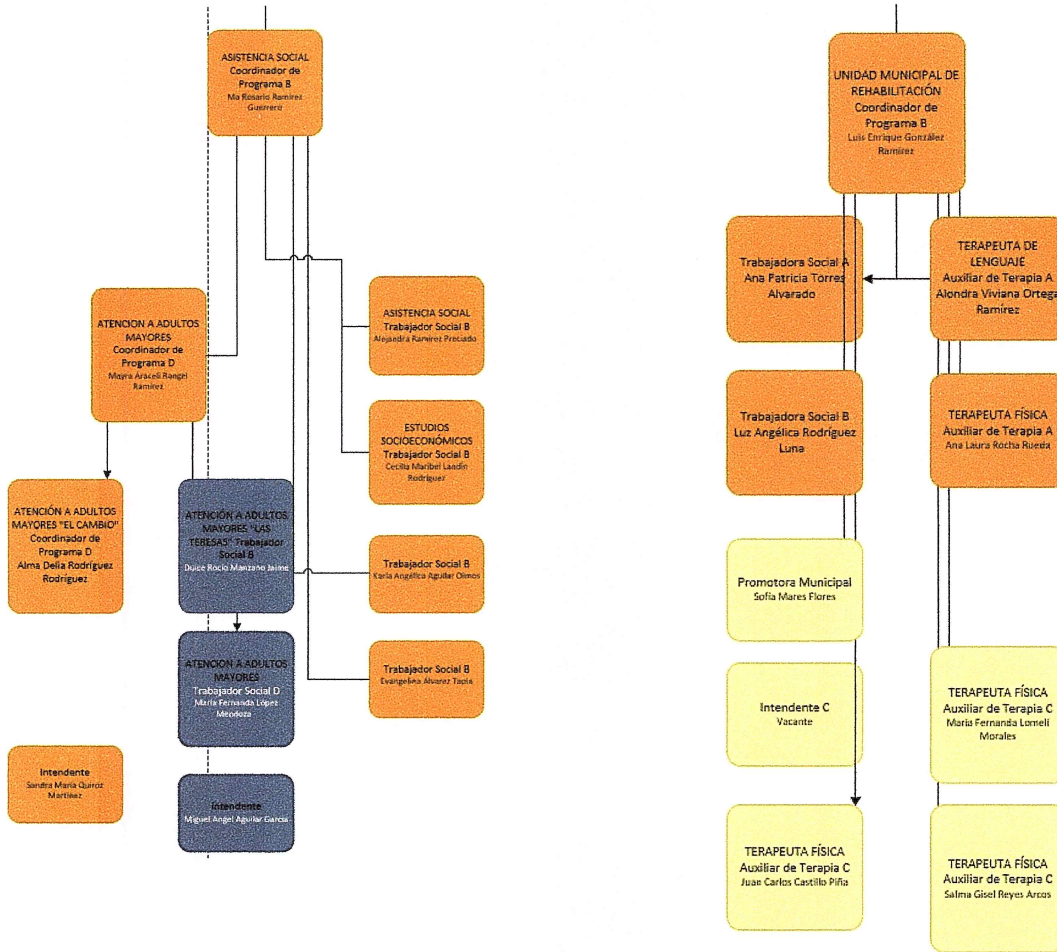 ASISTENCIA SOCIAL
Coordinador de
Programa B
Ma Rosario Ramírez
Guerrero
ATENCION A ADULTOS
MAYORES
Coordinador de
Programa D
Mayra Araceli Rangel
Ramírez
ATENCIÓN A ADULTOS
MAYORES "EL CAMBIO"
Coordinador de
Programa D
Alma Delia Rodríguez
Rodríguez
Intendente
Sandra María Quiroz
Martínez
ATENCIÓN A ADULTOS
MAYORES "LAS
TERESAS" Trabajador
Social B
Dulce Rocío Manzano Jaime
ATENCION A ADULTOS
MAYORES
Trabajador Social D
María Fernanda López
Mendoza
Intendente
Miguel Angel Aguilar García
ASISTENCIA SOCIAL
Trabajador Social B
Alejandra Ramírez Preciado
ESTUDIOS
SOCIOECONÓMICOS
Trabajador Social B
Cecilia Maribel Landín
Rodríguez
Trabajador Social B
Karla Angélica Aguilar Olmos
Trabajador Social B
Evangelina Álvarez Tapia
UNIDAD MUNICIPAL DE
REHABILITACIÓN
Coordinador de
Programa B
Luis Enrique González
Ramírez
Trabajadora Social A
Ana Patricia Torres
Alvarado
Trabajadora Social B
Luz Angélica Rodríguez
Luna
Promotora Municipal
Sofía Mares Flores
Intendente C
Vacante
TERAPEUTA FÍSICA
Auxiliar de Terapia C
Juan Carlos Castillo Piña
TERAPEUTA DE
LENGUAJE
Auxiliar de Terapia A
Alondra Viviana Ortega
Ramírez
TERAPEUTA FÍSICA
Auxiliar de Terapia A
Ana Laura Rocha Rueda
TERAPEUTA FÍSICA
Auxiliar de Terapia C
María Fernanda Lomelí
Morales
TERAPEUTA FÍSICA
Auxiliar de Terapia C
Salma Gisel Reyes Arcos